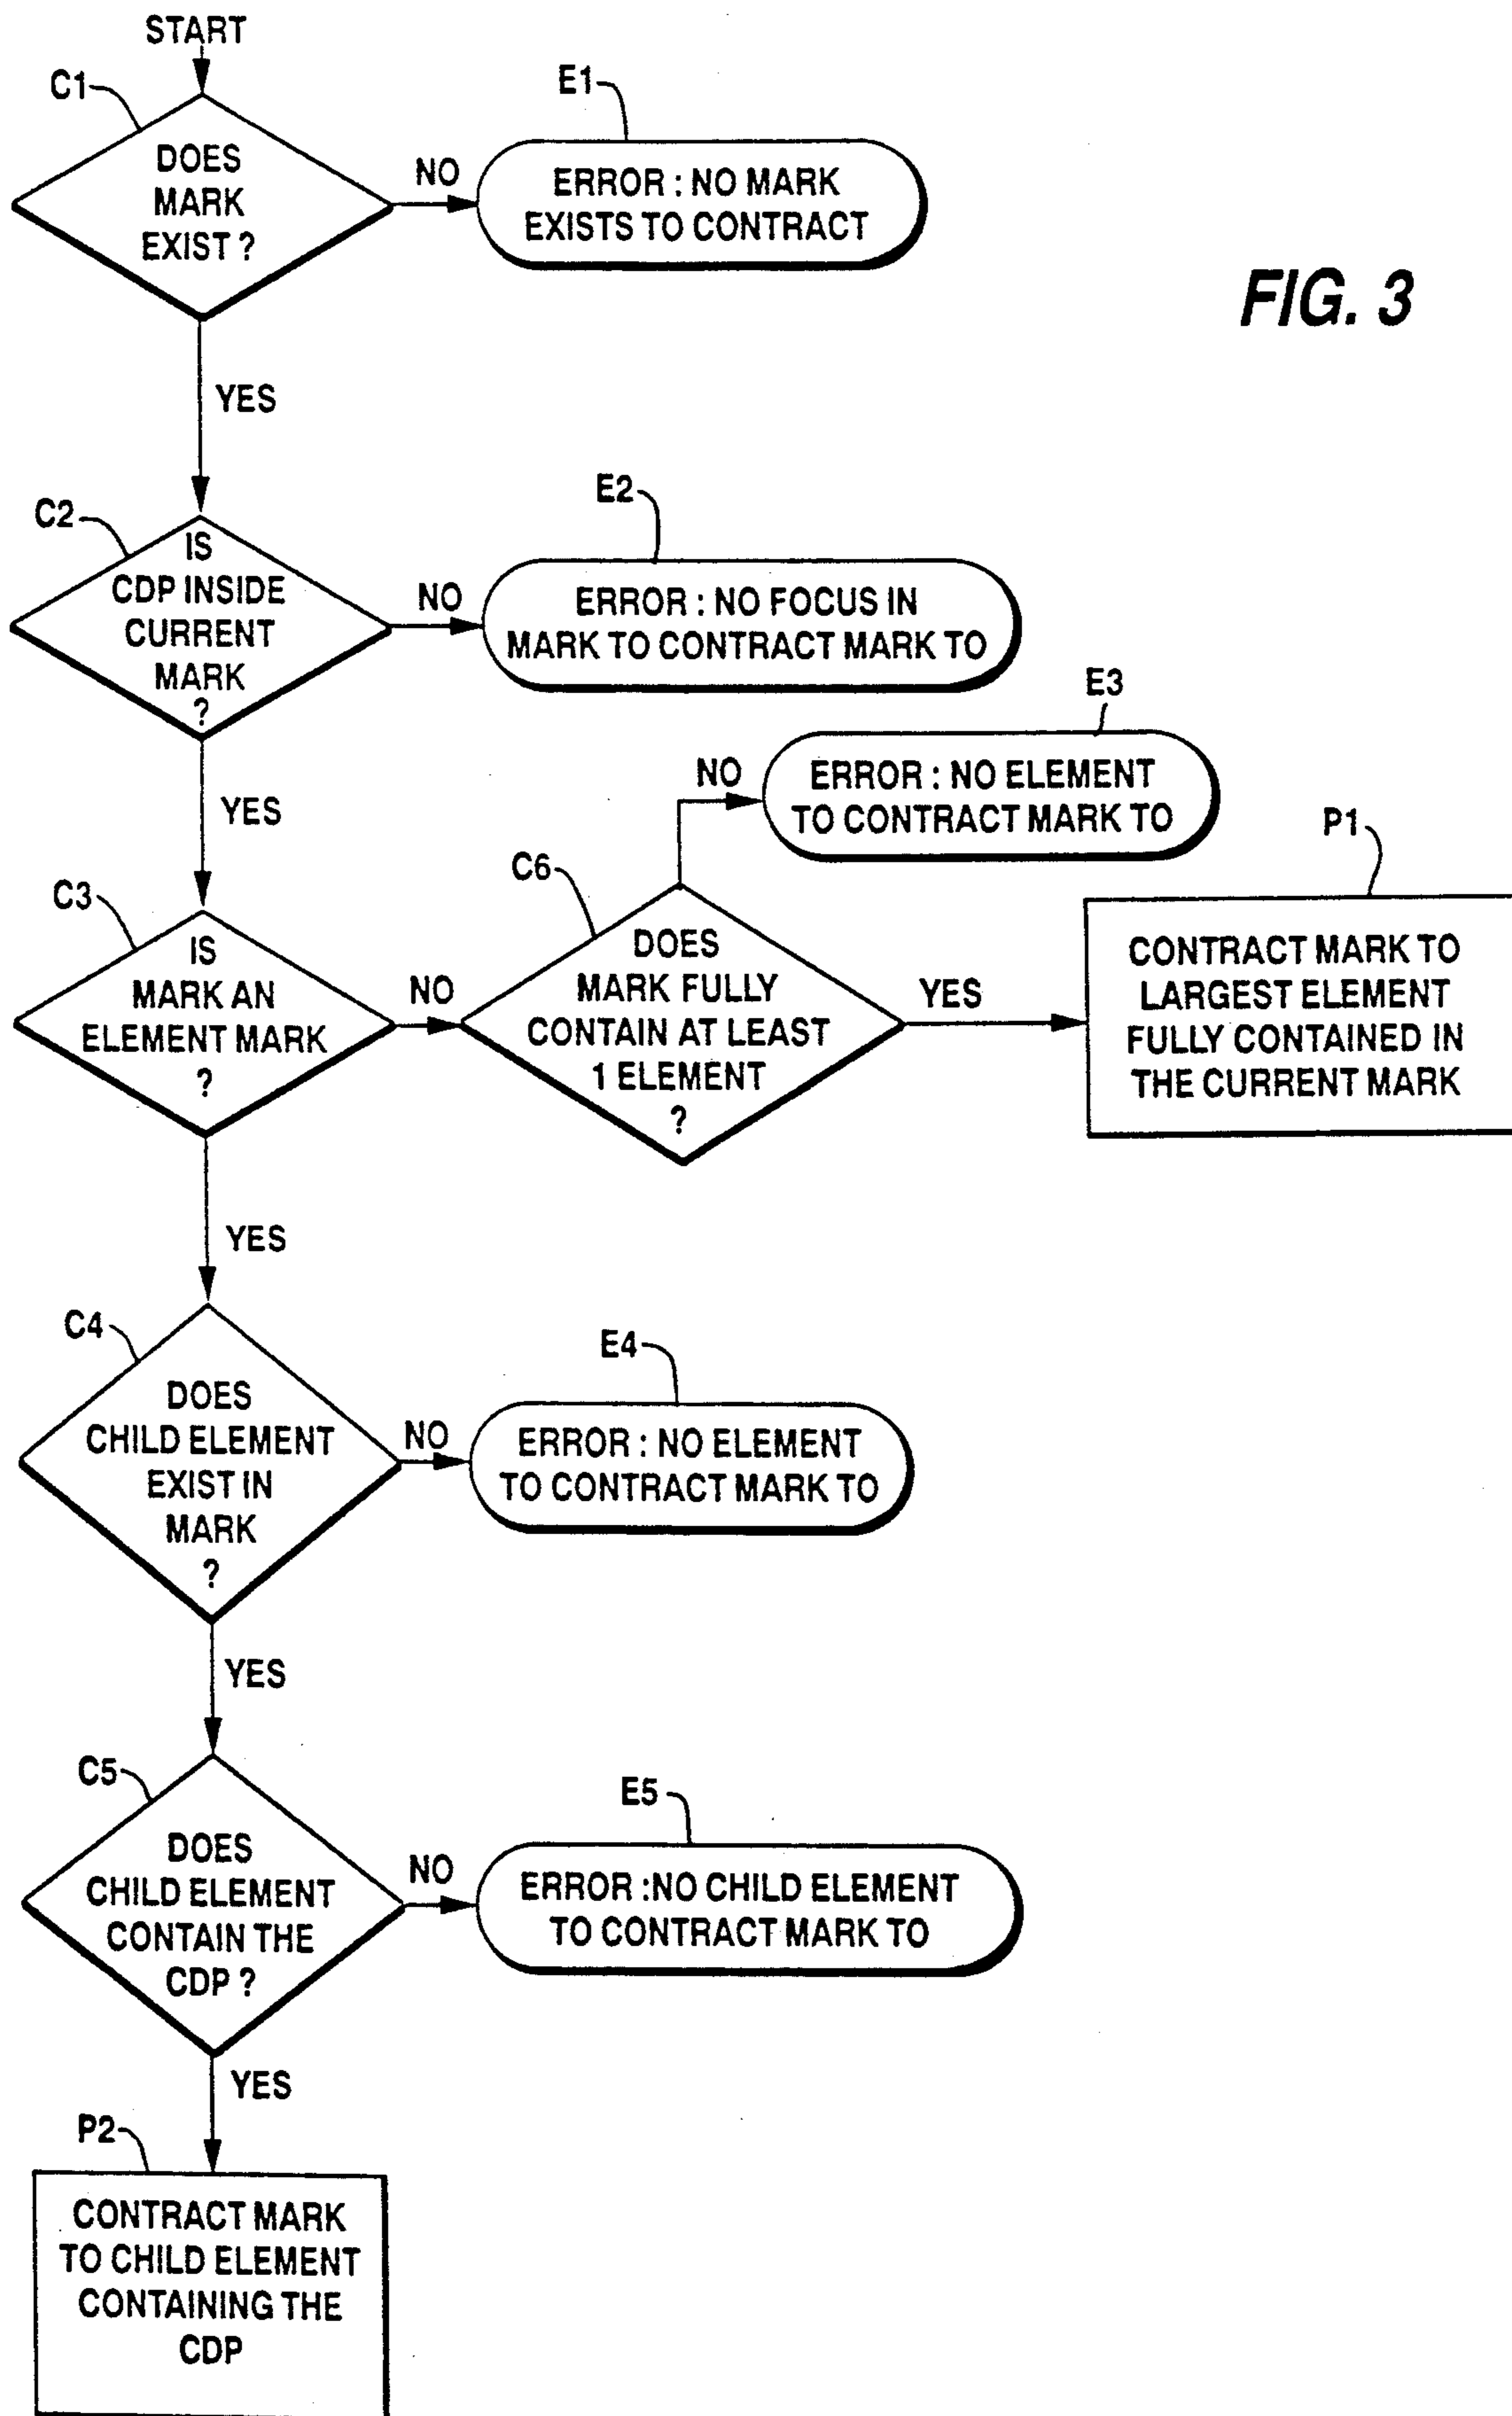 START
C1
DOES
MARK
EXIST ?
NO
E1
ERROR : NO MARK
EXISTS TO CONTRACT
FIG. 3
YES
C2
IS
CDP INSIDE
CURRENT
MARK
?
NO
E2
ERROR : NO FOCUS IN
MARK TO CONTRACT MARK TO
YES
C3
IS
MARK AN
ELEMENT MARK
?
NO
C6
DOES
MARK FULLY
CONTAIN AT LEAST
1 ELEMENT
?
NO
E3
ERROR : NO ELEMENT
TO CONTRACT MARK TO
YES
P1
CONTRACT MARK TO
LARGEST ELEMENT
FULLY CONTAINED IN
THE CURRENT MARK
YES
C4
DOES
CHILD ELEMENT
EXIST IN
MARK
?
NO
E4
ERROR : NO ELEMENT
TO CONTRACT MARK TO
YES
C5
DOES
CHILD ELEMENT
CONTAIN THE
CDP ?
NO
E5
ERROR :NO CHILD ELEMENT
TO CONTRACT MARK TO
YES
P2
CONTRACT MARK
TO CHILD ELEMENT
CONTAINING THE
CDP